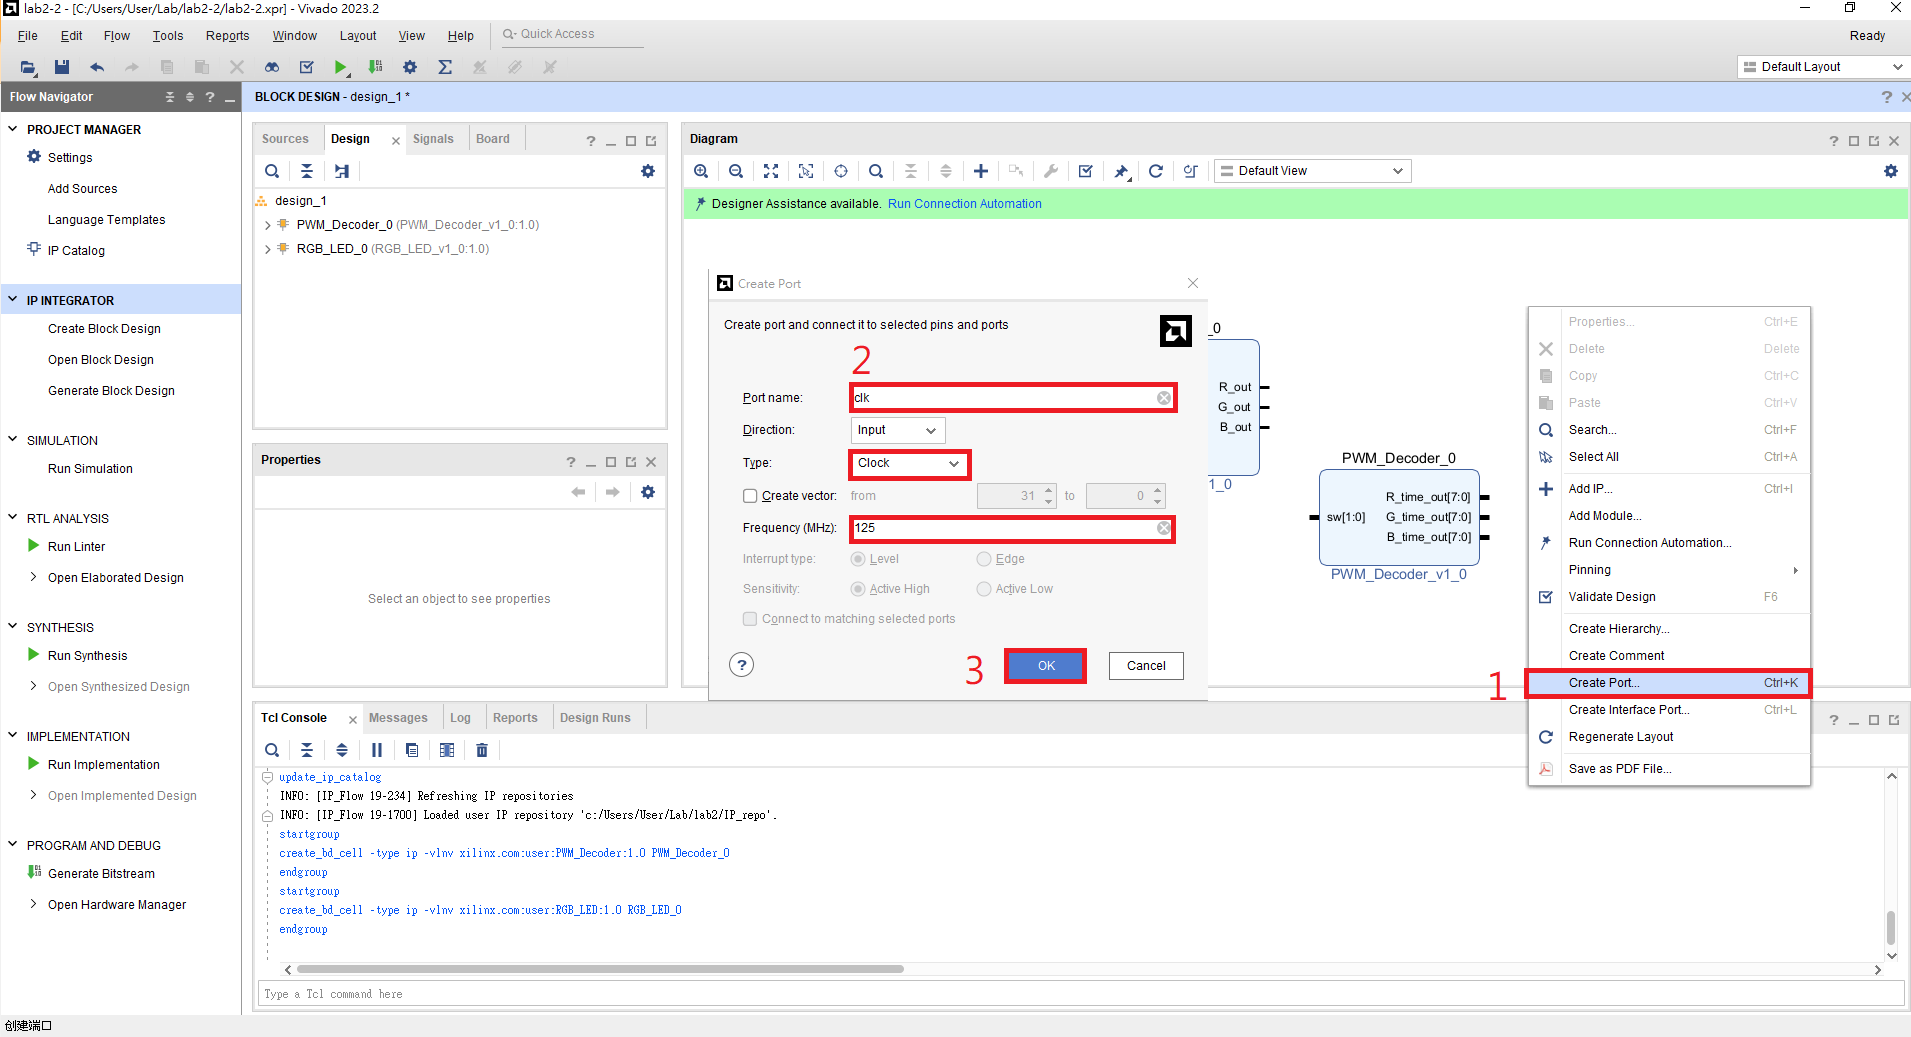 lab2-2 - [C:/Users/User/Lab/lab2-2/lab2-2.xpr] - Vivado 2023.2
File Edit Flow Tools Reports Window Layout View Help Quick Access
Ready
Default Layout
Flow Navigator
PROJECT MANAGER
Settings
Add Sources
Language Templates
IP Catalog
IP INTEGRATOR
Create Block Design
Open Block Design
Generate Block Design
SIMULATION
Run Simulation
RTL ANALYSIS
Run Linter
Open Elaborated Design
SYNTHESIS
Run Synthesis
Open Synthesized Design
IMPLEMENTATION
Run Implementation
Open Implemented Design
PROGRAM AND DEBUG
Generate Bitstream
Open Hardware Manager
BLOCK DESIGN - design_1 *
Sources Design Signals Board
design_1
PWM_Decoder_0 (PWM_Decoder_v1_0:1.0)
RGB_LED_0 (RGB_LED_v1_0:1.0)
Properties
Select an object to see properties
Diagram
Default View
Designer Assistance available. Run Connection Automation
Create Port
Create port and connect it to selected pins and ports
2
Port name: clk
Direction: Input
Type: Clock
Create vector: from 31 to 0
Frequency (MHz): 125
Interrupt type: Level Edge
Sensitivity: Active High Active Low
Connect to matching selected ports
? 3 OK Cancel
_0
R_out
G_out
B_out
1_0
PWM_Decoder_0
R_time_out[7:0]
sw[1:0] G_time_out[7:0]
B_time_out[7:0]
PWM_Decoder_v1_0
Properties... Ctrl+E
Delete Delete
Copy Ctrl+C
Paste Ctrl+V
Search... Ctrl+F
Select All Ctrl+A
Add IP... Ctrl+I
Add Module...
Run Connection Automation...
Pinning
Validate Design F6
Create Hierarchy...
Create Comment
1 Create Port... Ctrl+K
Create Interface Port... Ctrl+L
Regenerate Layout
Save as PDF File...
Tcl Console Messages Log Reports Design Runs
update_ip_catalog
INFO: [IP_Flow 19-234] Refreshing IP repositories
INFO: [IP_Flow 19-1700] Loaded user IP repository 'c:/Users/User/Lab/lab2/IP_repo'.
startgroup
create_bd_cell -type ip -vlnv xilinx.com:user:PWM_Decoder:1.0 PWM_Decoder_0
endgroup
startgroup
create_bd_cell -type ip -vlnv xilinx.com:user:RGB_LED:1.0 RGB_LED_0
endgroup
Type a Tcl command here
创建端口